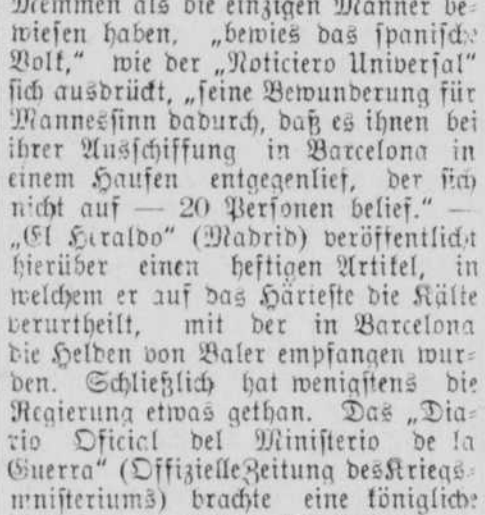 Memmen als die einzigen Männer be=
wiesen haben, „bewies das spanische
Volk,“ wie der „Noticiero Universal“
sich ausdrückt, „seine Bewunderung für
Mannessinn dadurch, daß es ihnen bei
ihrer Ausschiffung in Barcelona in
einem Haufen entgegenlief, der sich
nicht auf — 20 Personen belief.“ —
„El Heraldo“ (Madrid) veröffentlicht
hierüber einen heftigen Artikel, in
welchem er auf das Härteste die Kälte
verurtheilt, mit der in Barcelona
die Helden von Baler empfangen wur=
den. Schließlich hat wenigstens die
Regierung etwas gethan. Das „Dia=
rio Oficial del Ministerio de la
Guerra“ (Offizielle Zeitung des Kriegs=
ministeriums) brachte eine königliche